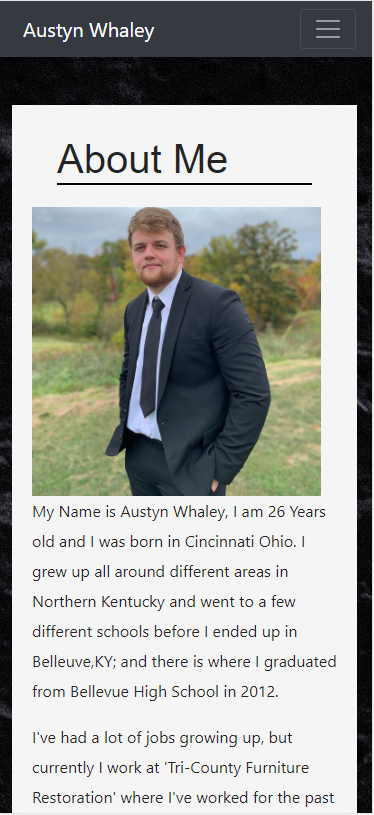 Austyn Whaley
About Me
My Name is Austyn Whaley, I am 26 Years
old and I was born in Cincinnati Ohio. I
grew up all around different areas in
Northern Kentucky and went to a few
different schools before I ended up in
Belleuve,KY; and there is where I graduated
from Bellevue High School in 2012.
I've had a lot of jobs growing up, but
currently I work at 'Tri-County Furniture
Restoration' where I've worked for the past